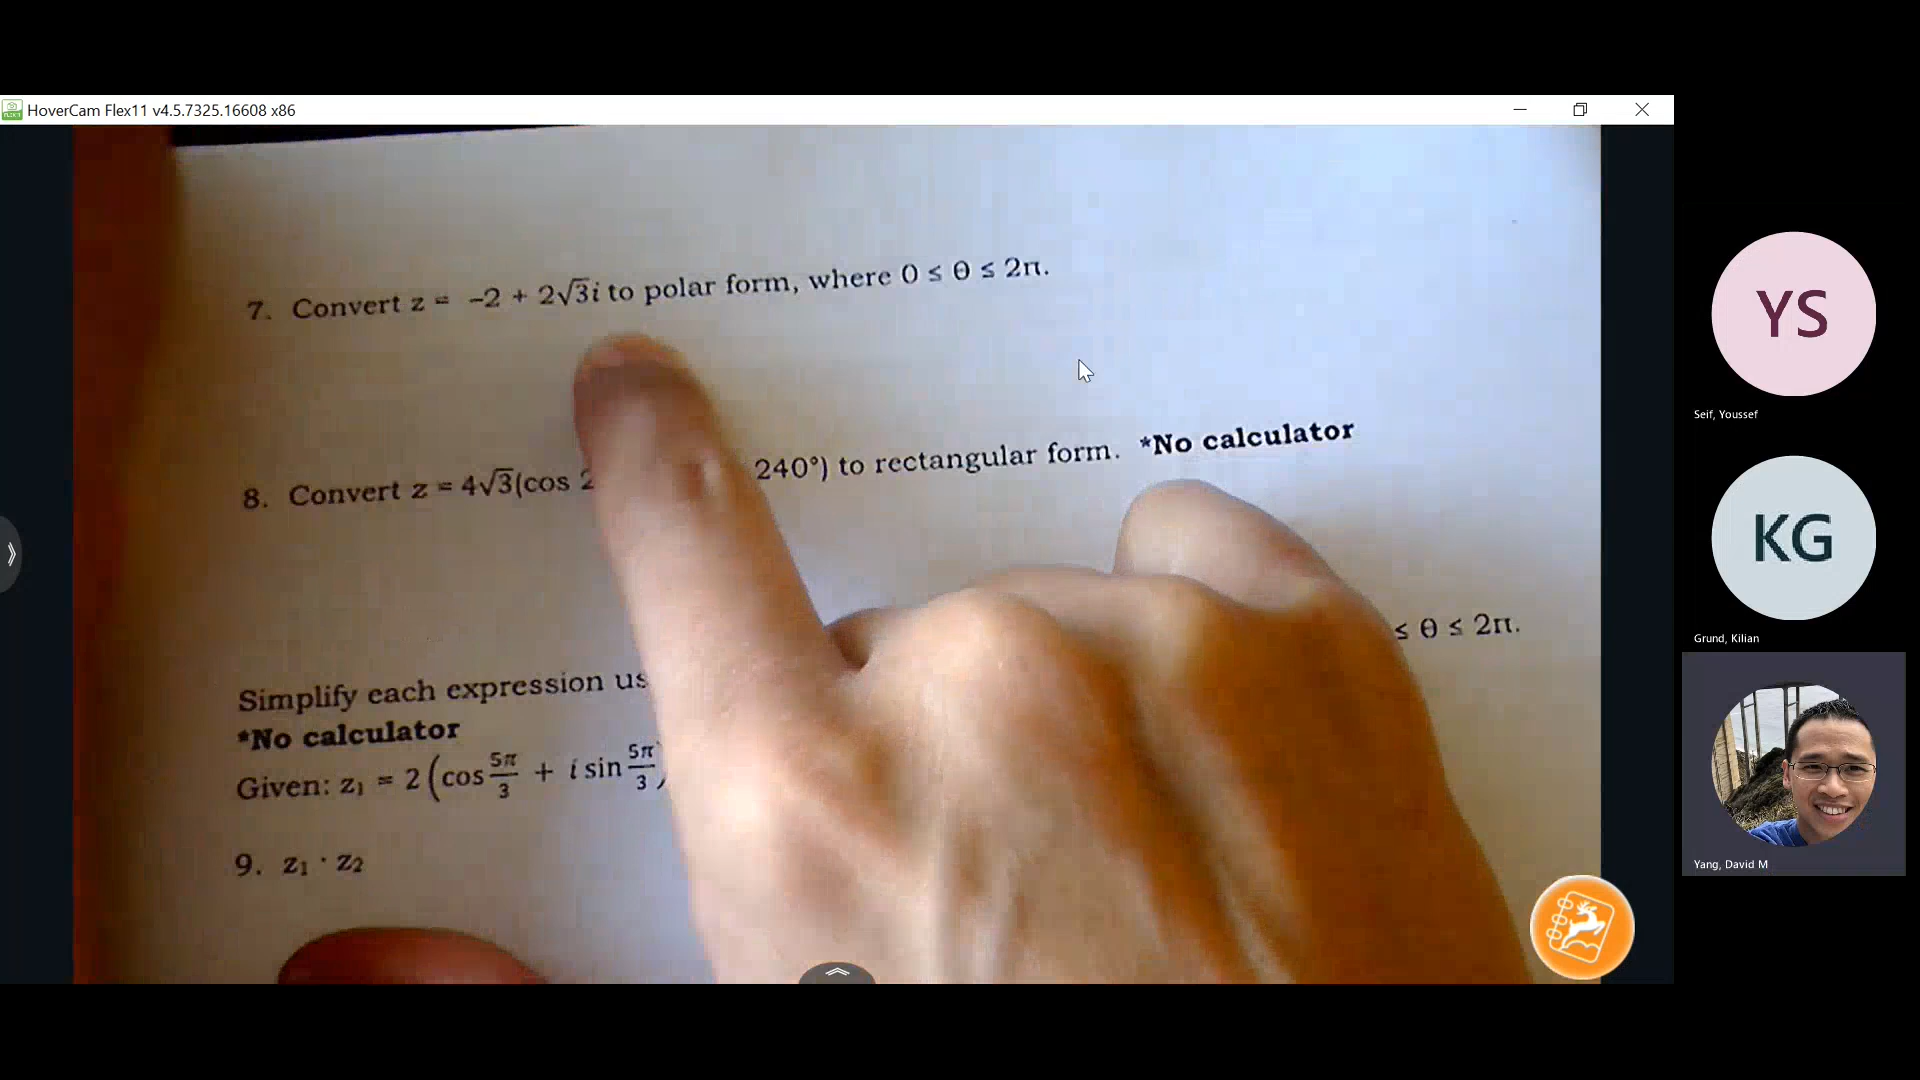 HoverCam Flex11 v4.5.7325.16608 x86
7. Convert z = -2 + 2√3i to polar form, where 0 ≤ θ ≤ 2π.
8. Convert z = 4√3(cos 2 240°) to rectangular form. *No calculator
≤ θ ≤ 2π.
Simplify each expression us
*No calculator
Given: z₁ = 2 (cos 5π/3 + i sin 5π/3)
9. z₁ · z₂
YS
Seif, Youssef
KG
Grund, Kilian
Yang, David M